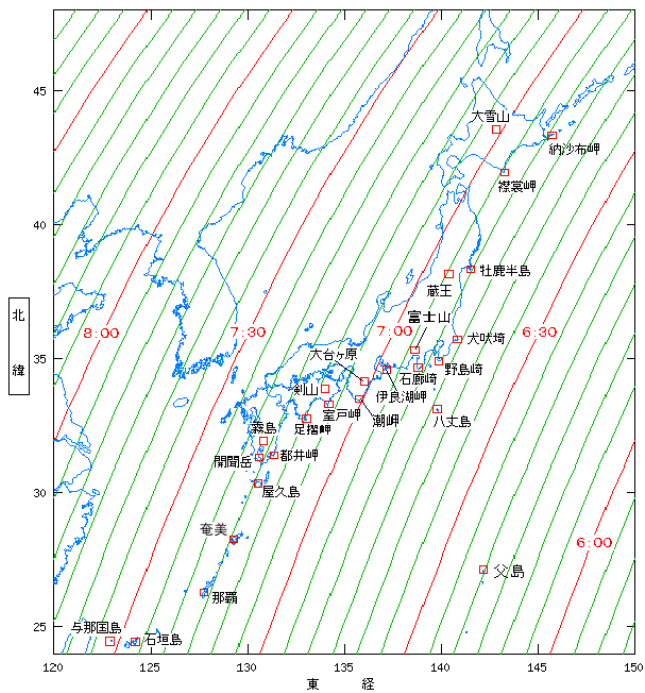 45
40
35
30
25
120
125
130
135
140
145
150
東 経
北緯
8:00
7:30
7:00
6:30
6:00
大雪山
納沙布岬
襟裳岬
牡鹿半島
蔵王
富士山
犬吠埼
大台ヶ原
石廊崎
野島崎
剣山
伊良湖岬
室戸岬
潮岬
八丈島
足摺岬
霧島
都井岬
開聞岳
屋久島
奄美
父島
那覇
与那国島
石垣島